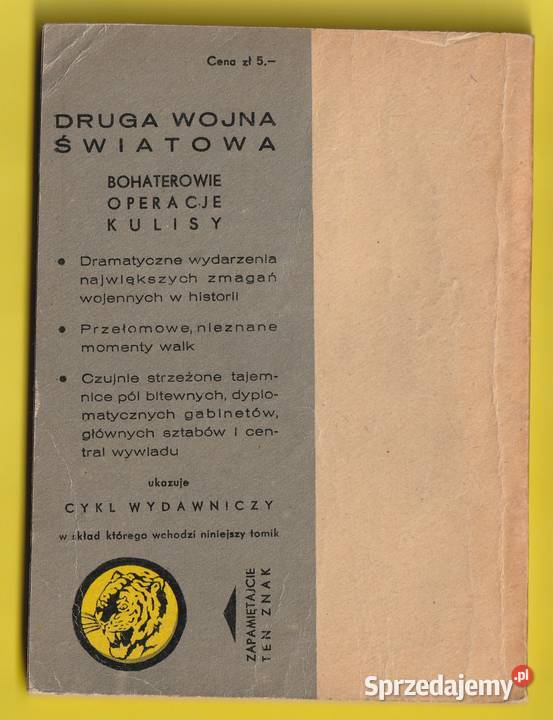 Cena zł 5.—
DRUGA WOJNA
ŚWIATOWA
BOHATEROWIE
OPERACJE
KULISY
• Dramatyczne wydarzenia
największych zmagań
wojennych w historii
• Przełomowe, nieznane
momenty walk
• Czujnie strzeżone tajem-
nice pól bitewnych, dyplo-
matycznych gabinetów,
głównych sztabów i cen-
tral wywiadu
ukazuje
CYKL WYDAWNICZY
w skład którego wchodzi niniejszy tomik
ZAPAMIĘTAJCIE
TEN ZNAK
Sprzedajemy.pl